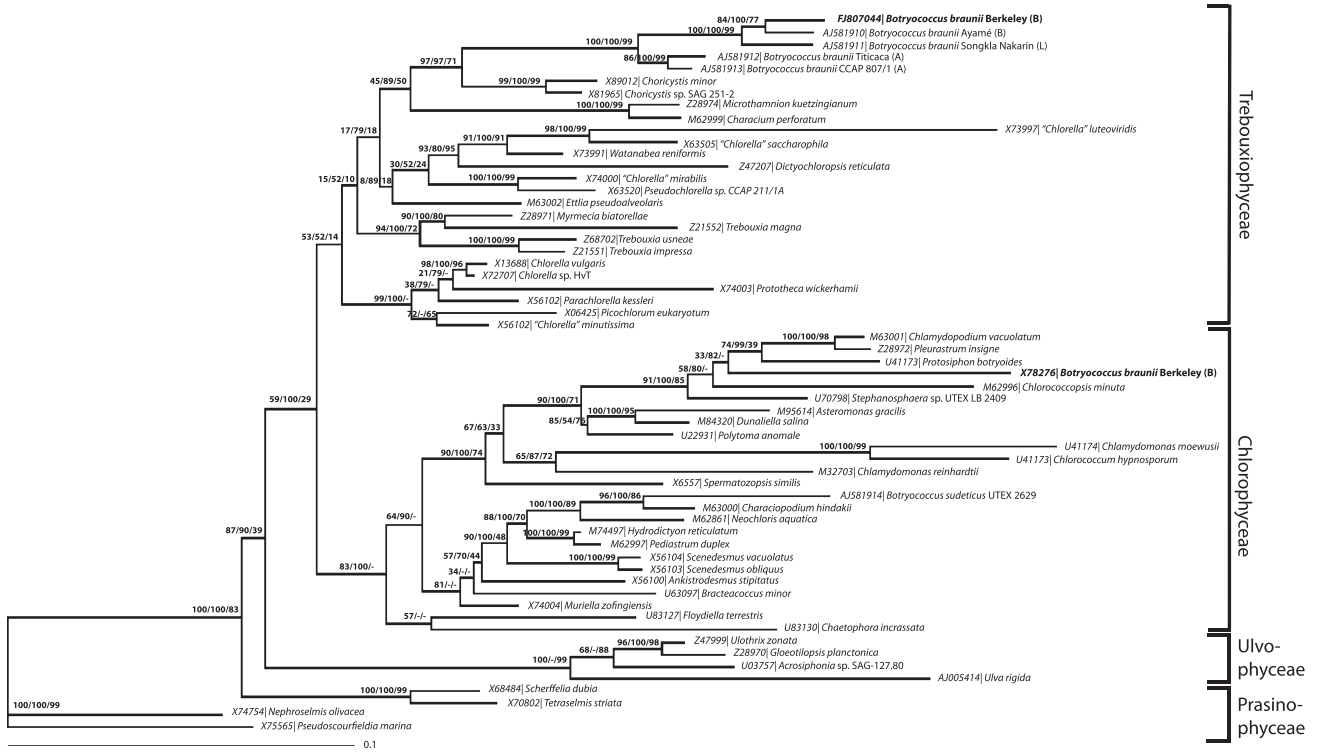 84/100/77
FJ807044| Botryococcus braunii Berkeley (B)
100/100/99
AJ581910| Botryococcus braunii Ayamé (B)
100/100/99
AJ581911| Botryococcus braunii Songkla Nakarin (L)
86/100/99
AJ581912| Botryococcus braunii Titicaca (A)
97/97/71
AJ581913| Botryococcus braunii CCAP 807/1 (A)
45/89/50
99/100/99
X89012| Choricystis minor
X81965| Choricystis sp. SAG 251-2
100/100/99
Z28974| Microthamnion kuetzingianum
M62999| Characium perforatum
17/79/18
98/100/99
X73997| “Chlorella” luteoviridis
91/100/91
X63505| “Chlorella” saccharophila
93/80/95
X73991| Watanabea reniformis
30/52/24
Z47207| Dictyochloropsis reticulata
15/52/10
8/89/18
100/100/99
X74000| “Chlorella” mirabilis
X63520| Pseudochlorella sp. CCAP 211/1A
M63002| Ettlia pseudoalveolaris
90/100/80
Z28971| Myrmecia biatorellae
94/100/72
Z21552| Trebouxia magna
53/52/14
100/100/99
Z68702|Trebouxia usneae
Z21551| Trebouxia impressa
98/100/96
X13688| Chlorella vulgaris
21/79/-
X72707| Chlorella sp. HvT
38/79/-
X74003| Prototheca wickerhamii
99/100/-
X56102| Parachlorella kessleri
72/-/65
X06425| Picochlorum eukaryotum
X56102| “Chlorella” minutissima
Trebouxiophyceae
100/100/98
M63001| Chlamydopodium vacuolatum
74/99/39
Z28972| Pleurastrum insigne
33/82/-
U41173| Protosiphon botryoides
58/80/-
X78276| Botryococcus braunii Berkeley (B)
91/100/85
M62996| Chlorococcopsis minuta
59/100/29
90/100/71
U70798| Stephanosphaera sp. UTEX LB 2409
100/100/95
M95614| Asteromonas gracilis
85/54/76
M84320| Dunaliella salina
67/63/33
U22931| Polytoma anomale
100/100/99
U41174| Chlamydomonas moewusii
90/100/74
65/87/72
U41173| Chlorococcum hypnosporum
M32703| Chlamydomonas reinhardtii
X6557| Spermatozopsis similis
96/100/86
AJ581914| Botryococcus sudeticus UTEX 2629
100/100/89
M63000| Characiopodium hindakii
64/90/-
88/100/70
M62861| Neochloris aquatica
87/90/39
90/100/48
100/100/99
M74497| Hydrodictyon reticulatum
M62997| Pediastrum duplex
57/70/44
100/100/99
X56104| Scenedesmus vacuolatus
83/100/-
34/-/-
X56103| Scenedesmus obliquus
81/-/-
X56100| Ankistrodesmus stipitatus
U63097| Bracteacoccus minor
X74004| Muriella zofingiensis
100/100/83
57/-/-
U83127| Floydiella terrestris
U83130| Chaetophora incrassata
Chlorophyceae
96/100/98
Z47999| Ulothrix zonata
68/-/88
Z28970| Gloeotilopsis planctonica
100/-/99
U03757| Acrosiphonia sp. SAG-127.80
AJ005414| Ulva rigida
Ulvo-
phyceae
100/100/99
X68484| Scherffelia dubia
X70802| Tetraselmis striata
100/100/99
X74754| Nephroselmis olivacea
X75565| Pseudoscourfieldia marina
Prasino-
phyceae
0.1